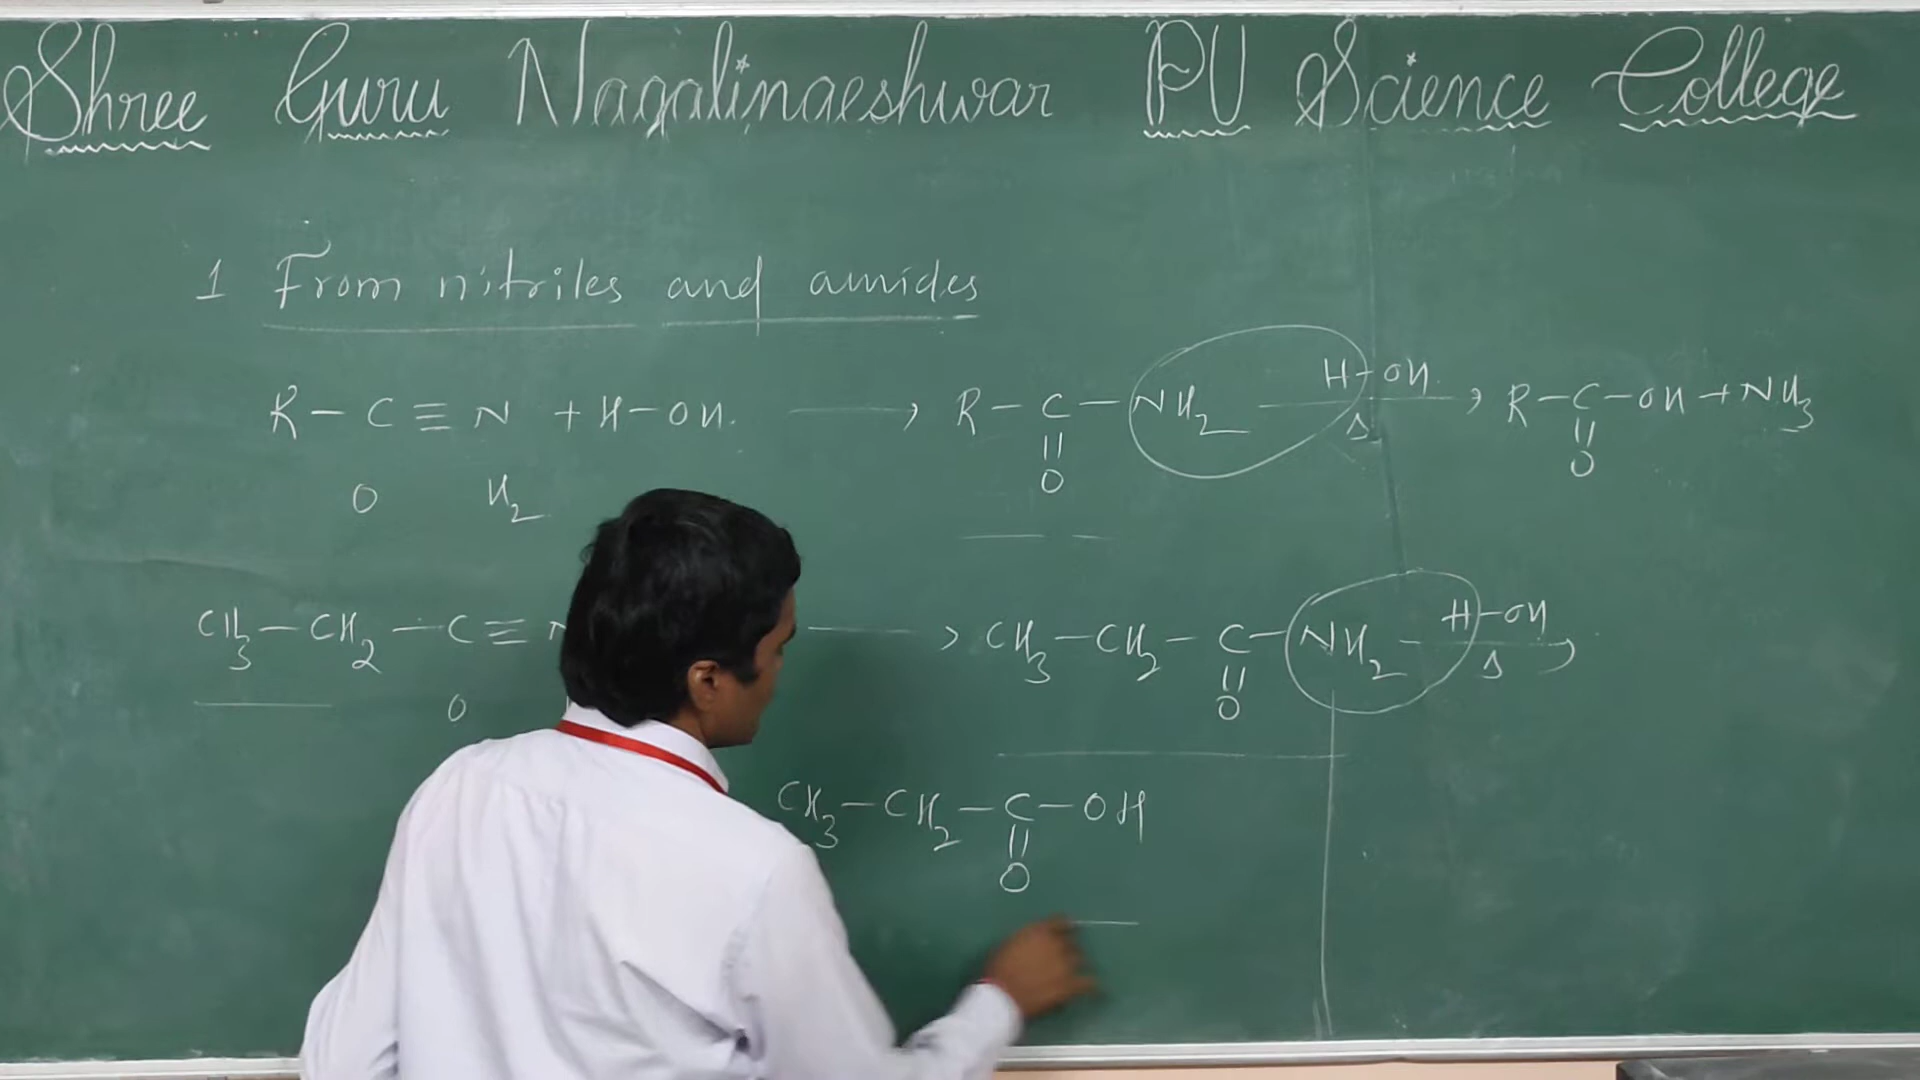 Shree Guru Nagalinaeshwar PU Science College
1 From nitriles and amides
R – C ≡ N + H – OH. ⟶ R – C – NH₂ – H – OH. ⟶ R – C – OH + NH₃
|| Δ ||
O H₂ O O
CH₃ – CH₂ – C ≡ ⟶ CH₃ – CH₂ – C – NH₂ – H – OH ⟶
|| Δ
O O
CH₃ – CH₂ – C – OH
||
O